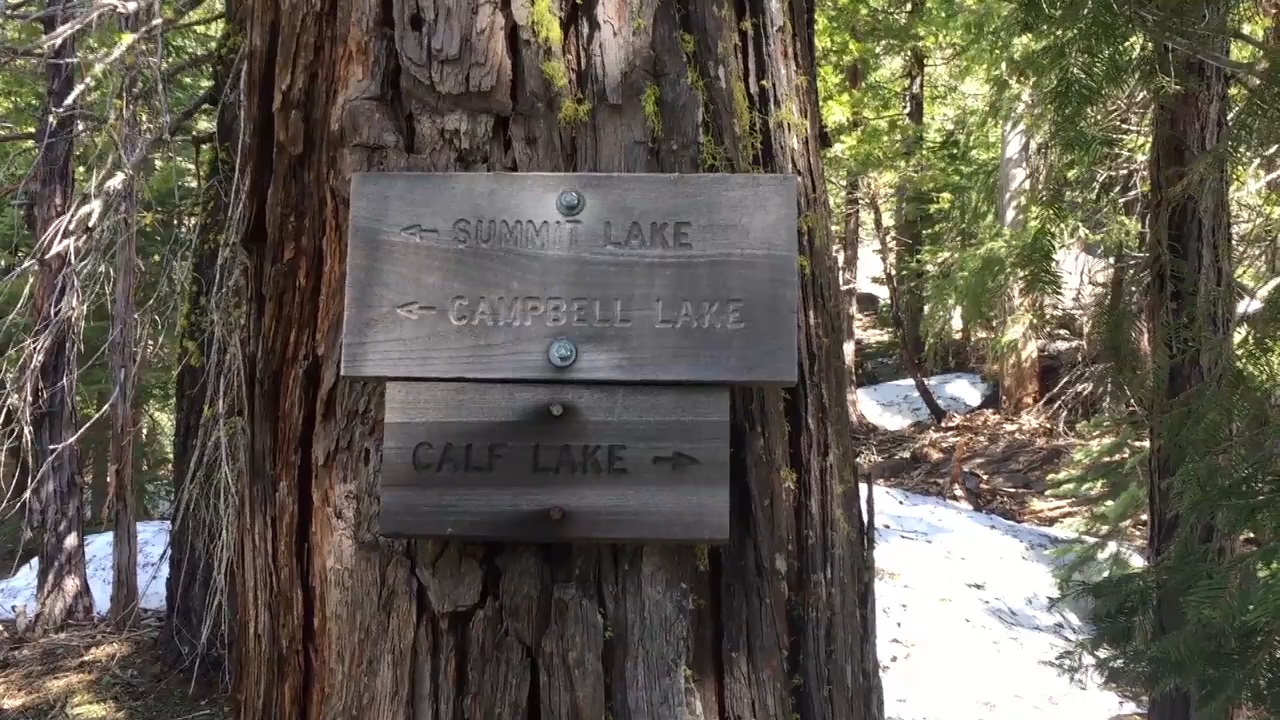 ← SUMMIT LAKE
← CAMPBELL LAKE
CALF LAKE →